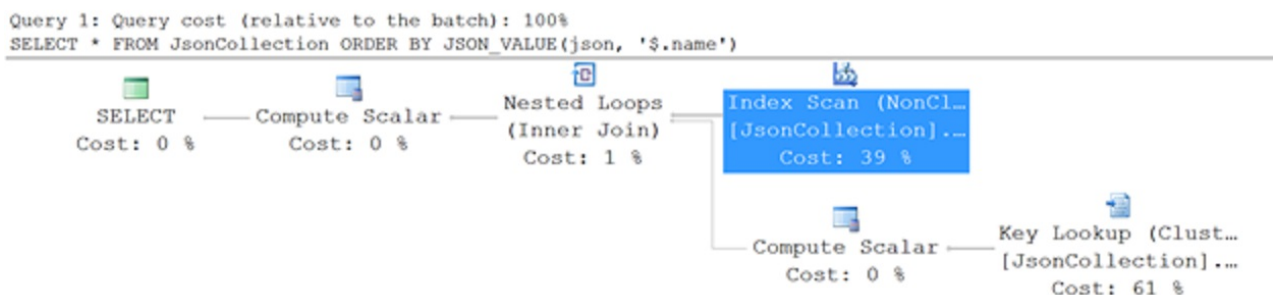 Query 1: Query cost (relative to the batch): 100%
SELECT * FROM JsonCollection ORDER BY JSON_VALUE(json, '$.name')
SELECT
Cost: 0 %
Compute Scalar
Cost: 0 %
Nested Loops
(Inner Join)
Cost: 1 %
Index Scan (NonCl…
[JsonCollection].…
Cost: 39 %
Compute Scalar
Cost: 0 %
Key Lookup (Clust…
[JsonCollection].…
Cost: 61 %